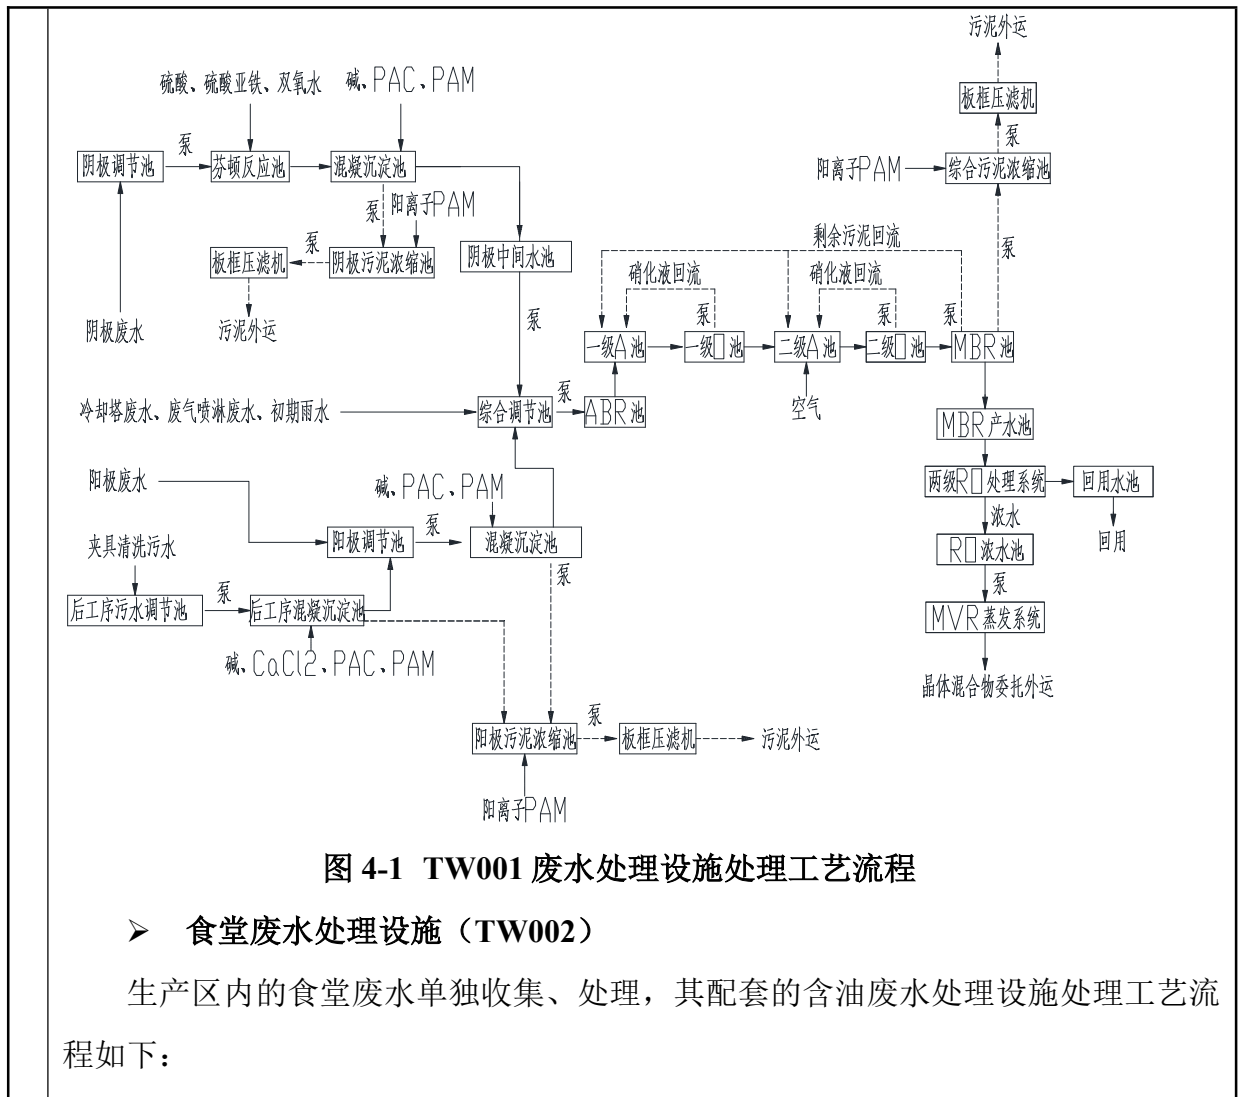 污泥外运
硫酸、硫酸亚铁、双氧水
碱、PAC、PAM
板框压滤机
泵
泵
阴极调节池
芬顿反应池
混凝沉淀池
阳离子PAM
综合污泥浓缩池
泵
阳离子PAM
剩余污泥回流
泵
泵
板框压滤机
阴极污泥浓缩池
阴极中间水池
硝化液回流
硝化液回流
阴极废水
污泥外运
泵
泵
泵
泵
一级A池
一级O池
二级A池
二级O池
MBR池
冷却塔废水、废气喷淋废水、初期雨水
综合调节池
泵
ABR池
空气
MBR产水池
阳极废水
碱、PAC、PAM
两级RO处理系统
回用水池
泵
浓水
夹具清洗污水
阳极调节池
混凝沉淀池
RO浓水池
回用
泵
泵
泵
后工序污水调节池
后工序混凝沉淀池
MVR蒸发系统
碱、CaCl2、PAC、PAM
晶体混合物委托外运
泵
阳极污泥浓缩池
板框压滤机
污泥外运
阳离子PAM
图 4-1 TW001 废水处理设施处理工艺流程
➢ 食堂废水处理设施（TW002）
生产区内的食堂废水单独收集、处理，其配套的含油废水处理设施处理工艺流
程如下：